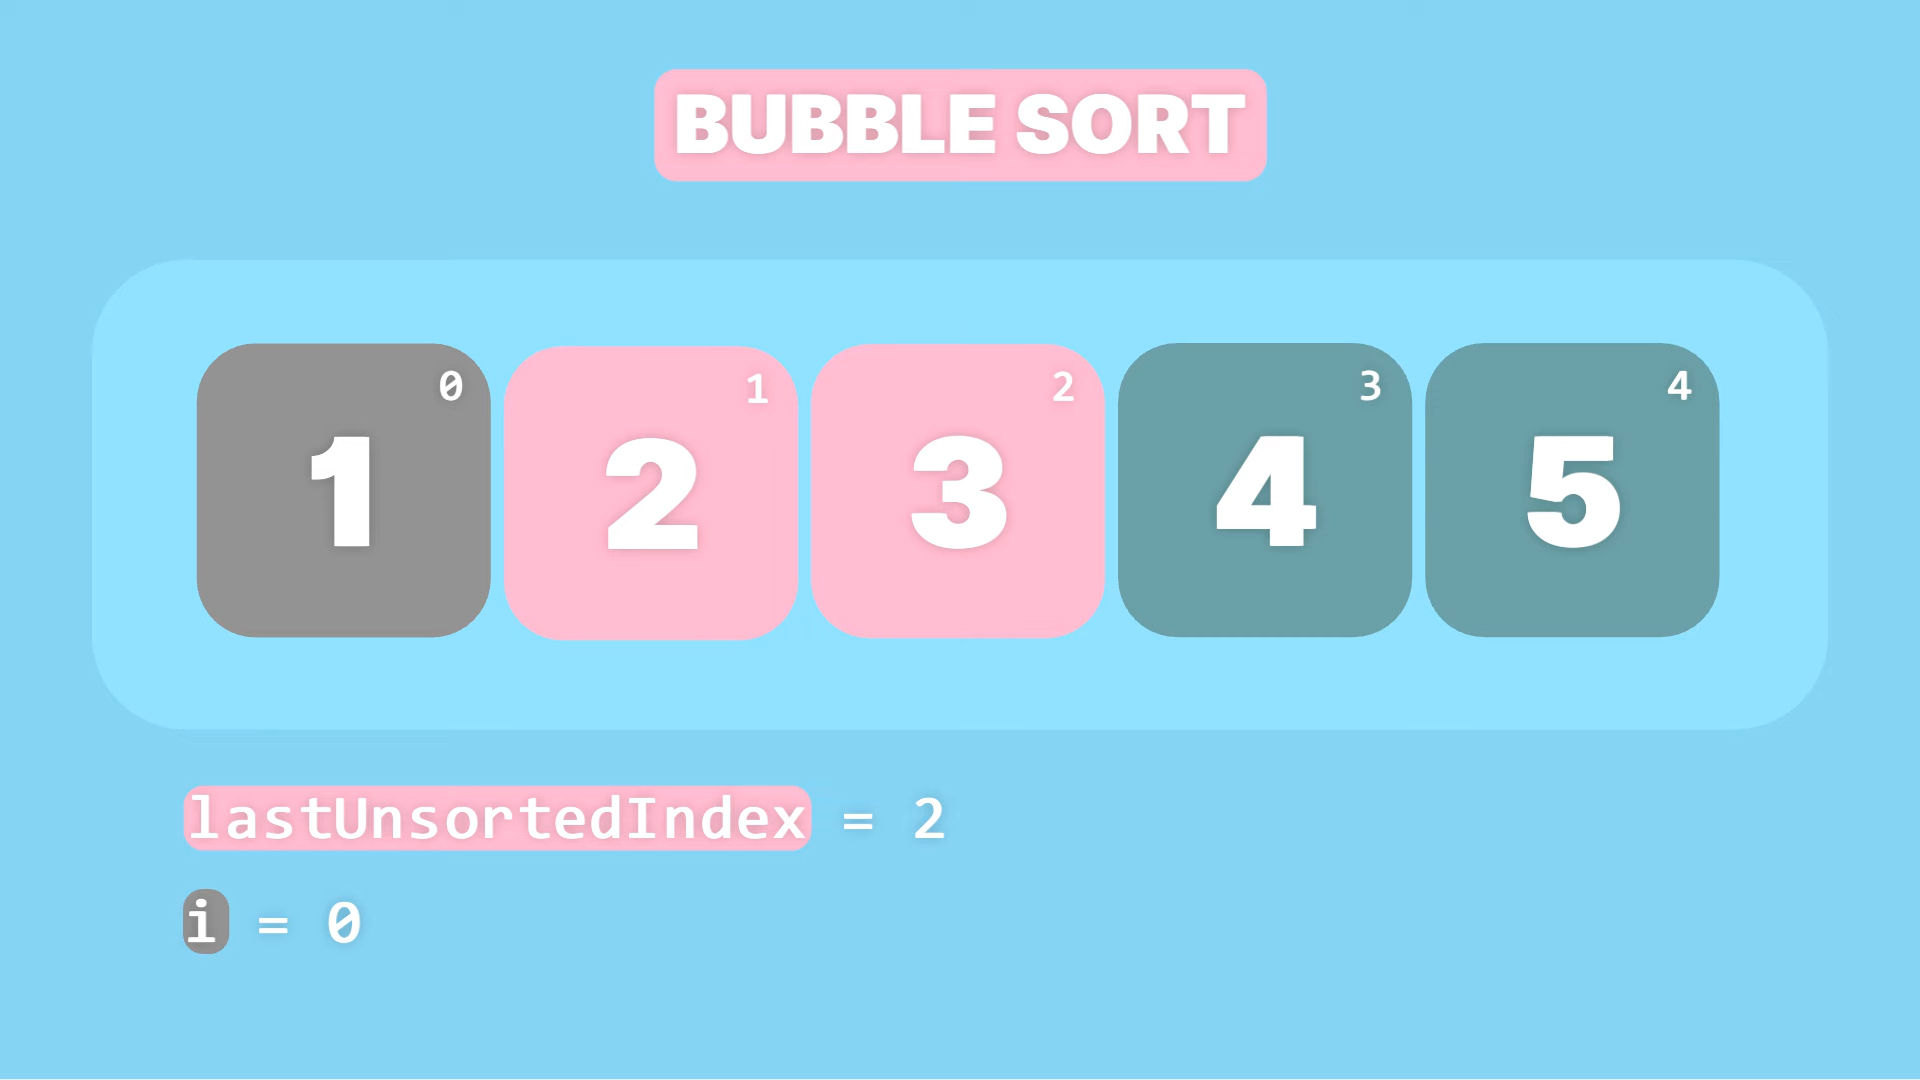 BUBBLE SORT
0 1 2 3 4
1 2 3 4 5
lastUnsortedIndex = 2
i = 0